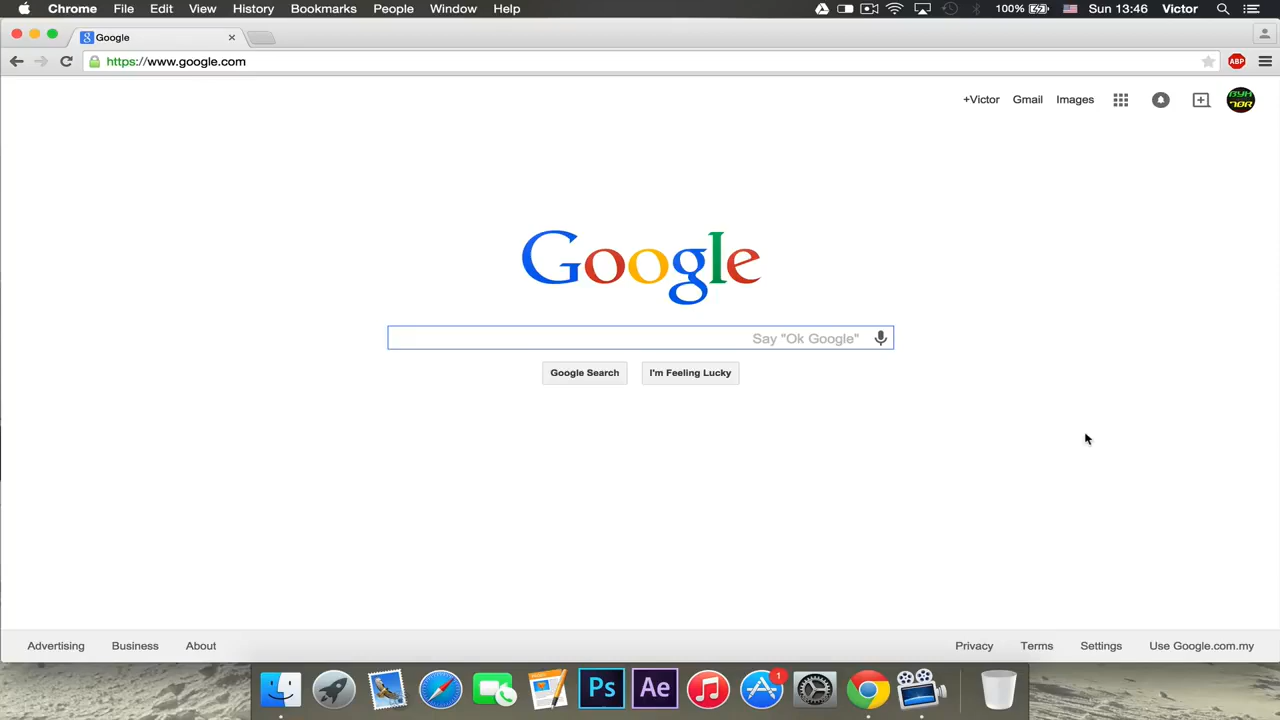 Chrome File Edit View History Bookmarks People Window Help 100% Sun 13:46 Victor
Google
https://www.google.com ABP
+Victor Gmail Images
Google
Say "Ok Google"
Google Search I'm Feeling Lucky
Advertising Business About Privacy Terms Settings Use Google.com.my
Ps Ae 1